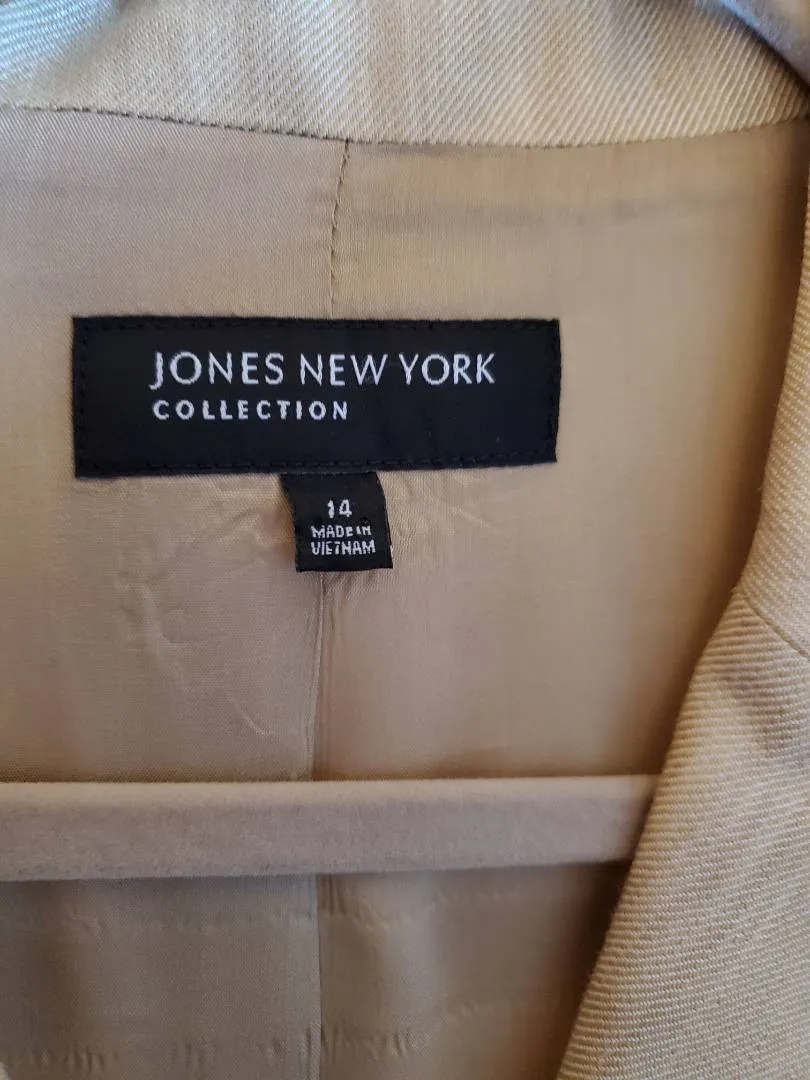 JONES NEW YORK
COLLECTION
14
MADE IN
VIETNAM